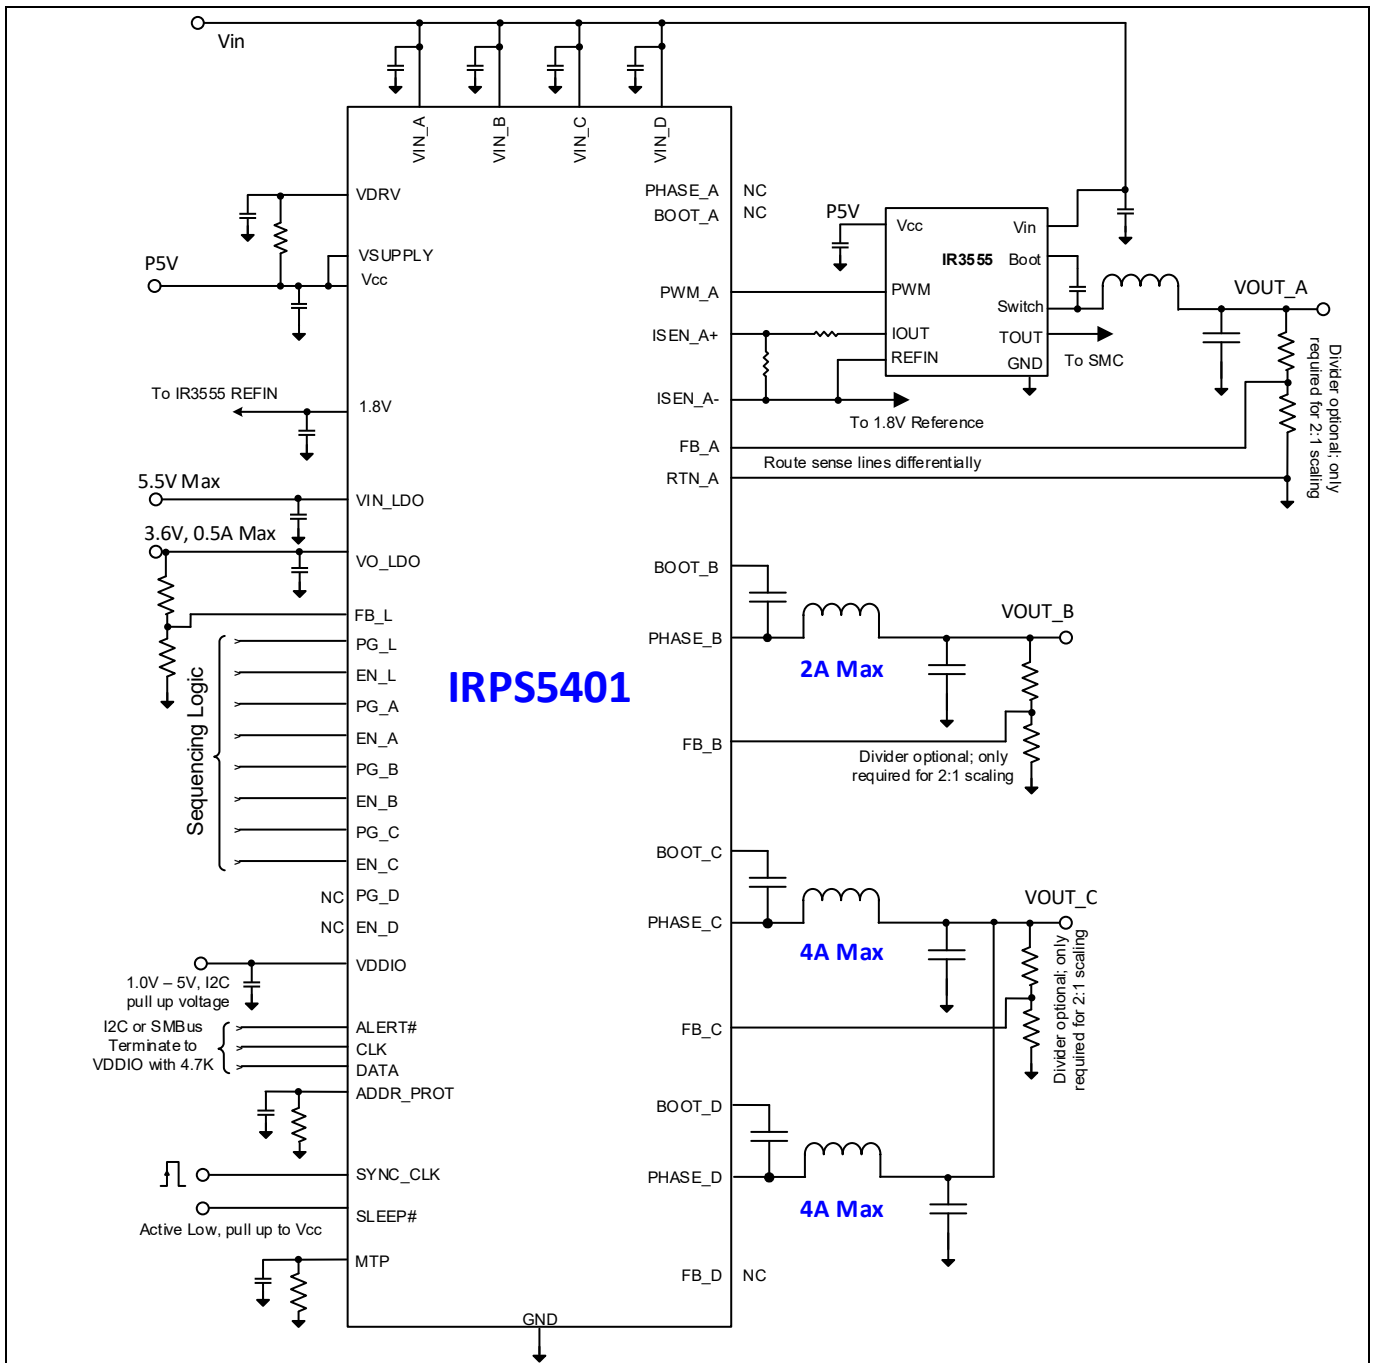 Vin
VIN_A
VIN_B
VIN_C
VIN_D
VDRV
VSUPPLY
P5V
Vcc
To IR3555 REFIN
1.8V
5.5V Max
VIN_LDO
3.6V, 0.5A Max
VO_LDO
FB_L
PG_L
EN_L
PG_A
EN_A
PG_B
EN_B
PG_C
EN_C
Sequencing Logic
NC PG_D
NC EN_D
VDDIO
1.0V – 5V, I2C
pull up voltage
I2C or SMBus
Terminate to
VDDIO with 4.7K
ALERT#
CLK
DATA
ADDR_PROT
SYNC_CLK
SLEEP#
Active Low, pull up to Vcc
MTP
GND
IRPS5401
PHASE_A NC
BOOT_A NC
PWM_A
ISEN_A+
ISEN_A-
FB_A
RTN_A
P5V
Vcc
Vin
IR3555 Boot
PWM
Switch
IOUT
TOUT
REFIN
GND
To SMC
To 1.8V Reference
Route sense lines differentially
VOUT_A
Divider optional; only
required for 2:1 scaling
BOOT_B
PHASE_B
VOUT_B
2A Max
FB_B
Divider optional; only
required for 2:1 scaling
BOOT_C
PHASE_C
VOUT_C
4A Max
FB_C
Divider optional; only
required for 2:1 scaling
BOOT_D
PHASE_D
4A Max
FB_D NC